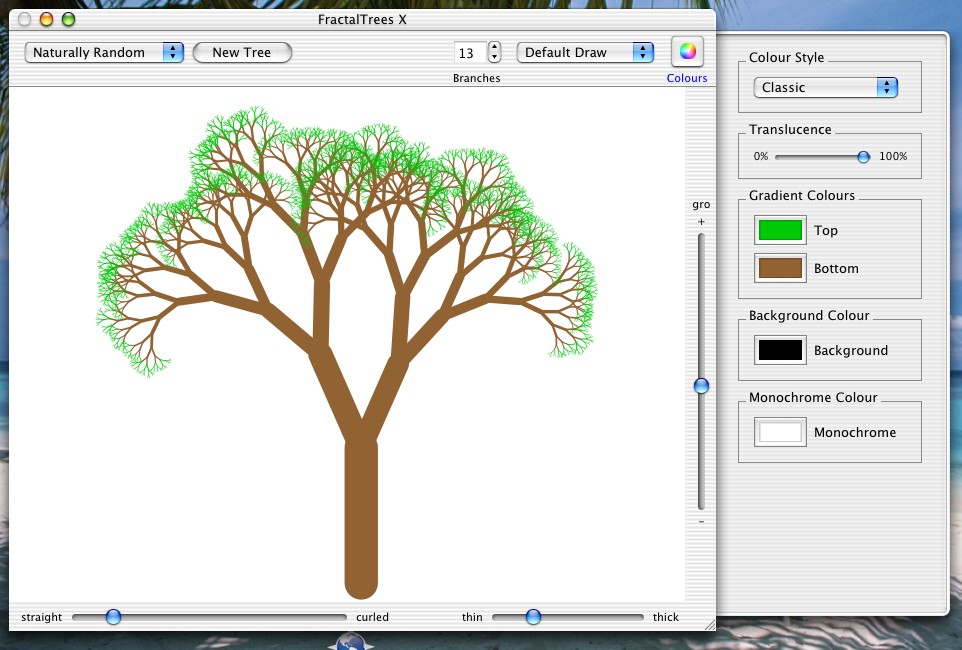 FractalTrees X
Naturally Random
New Tree
13
Default Draw
Branches
Colours
gro
+
-
straight
curled
thin
thick
Colour Style
Classic
Translucence
0%
100%
Gradient Colours
Top
Bottom
Background Colour
Background
Monochrome Colour
Monochrome